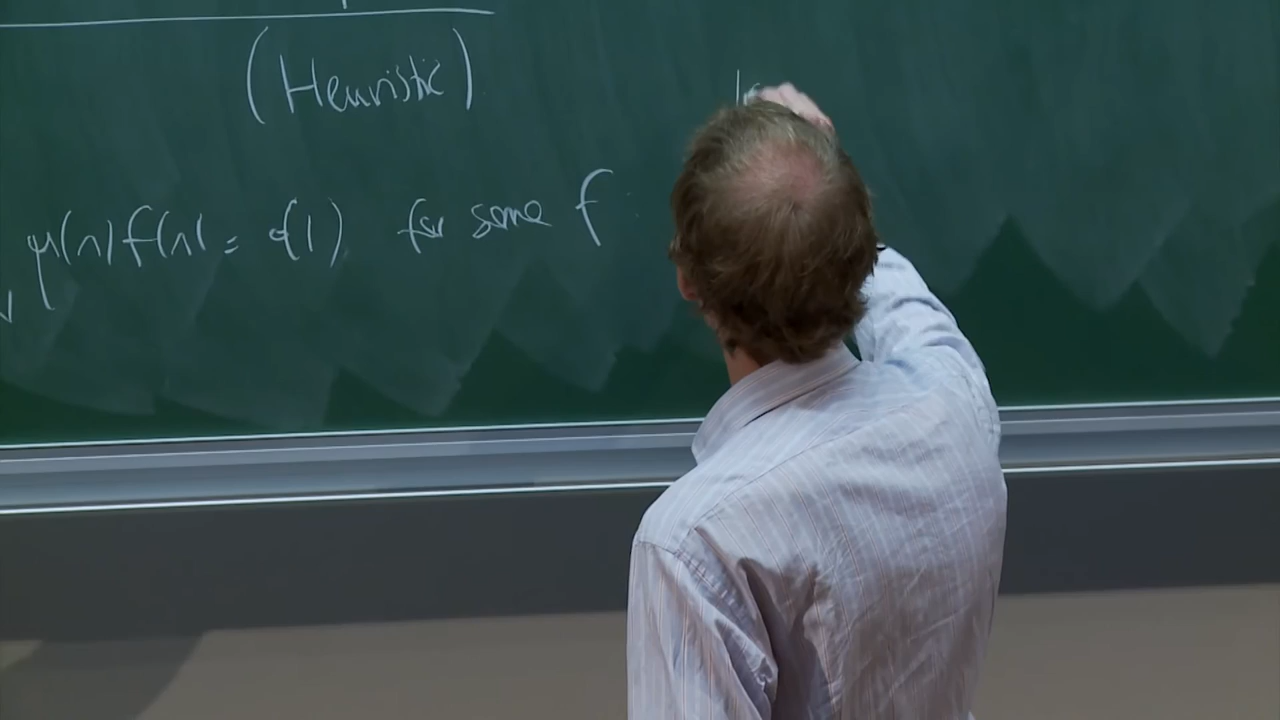 (Heuristic)
μ(n)f(n) = o(1) for some f